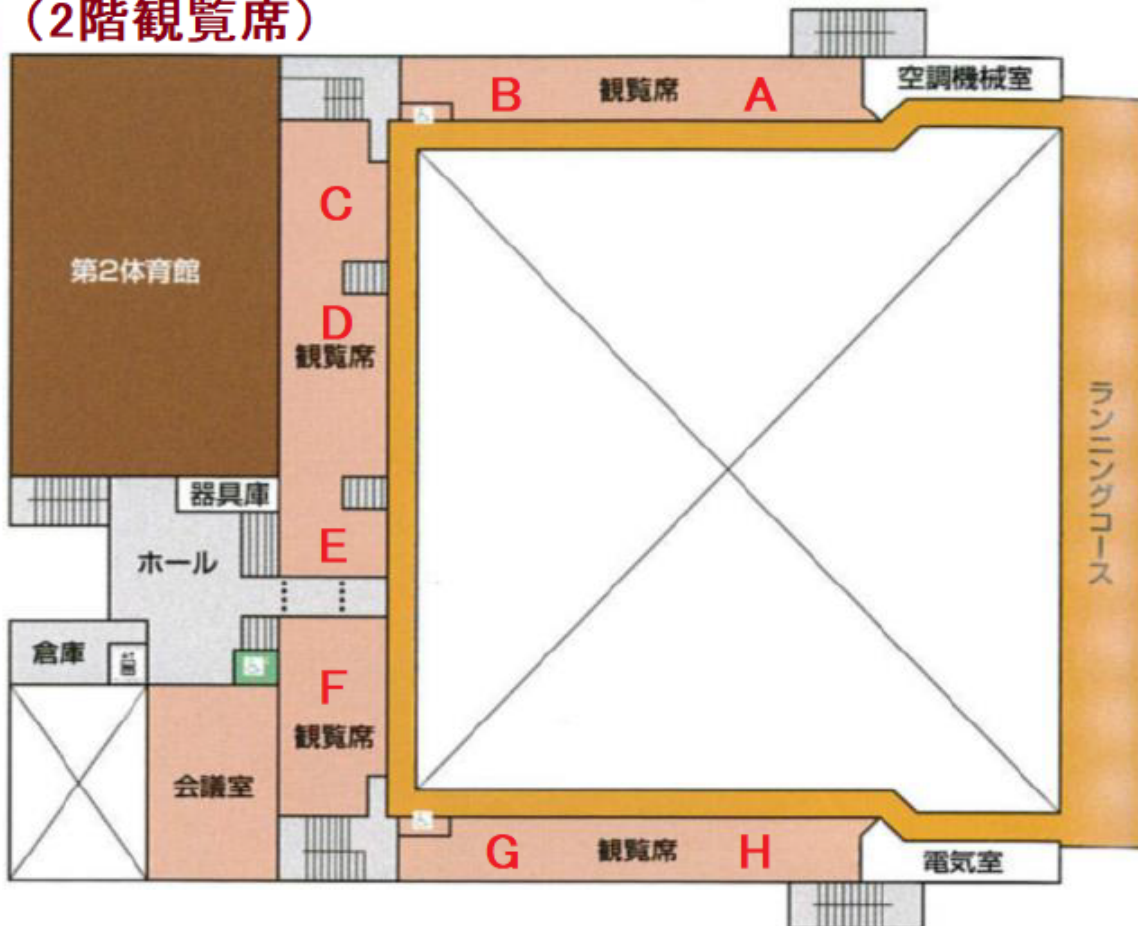 （2階観覧席）
B
観覧席
A
空調機械室
C
第2体育館
D
観覧席
ランニングコース
器具庫
E
ホール
倉庫
F
観覧席
会議室
G
観覧席
H
電気室